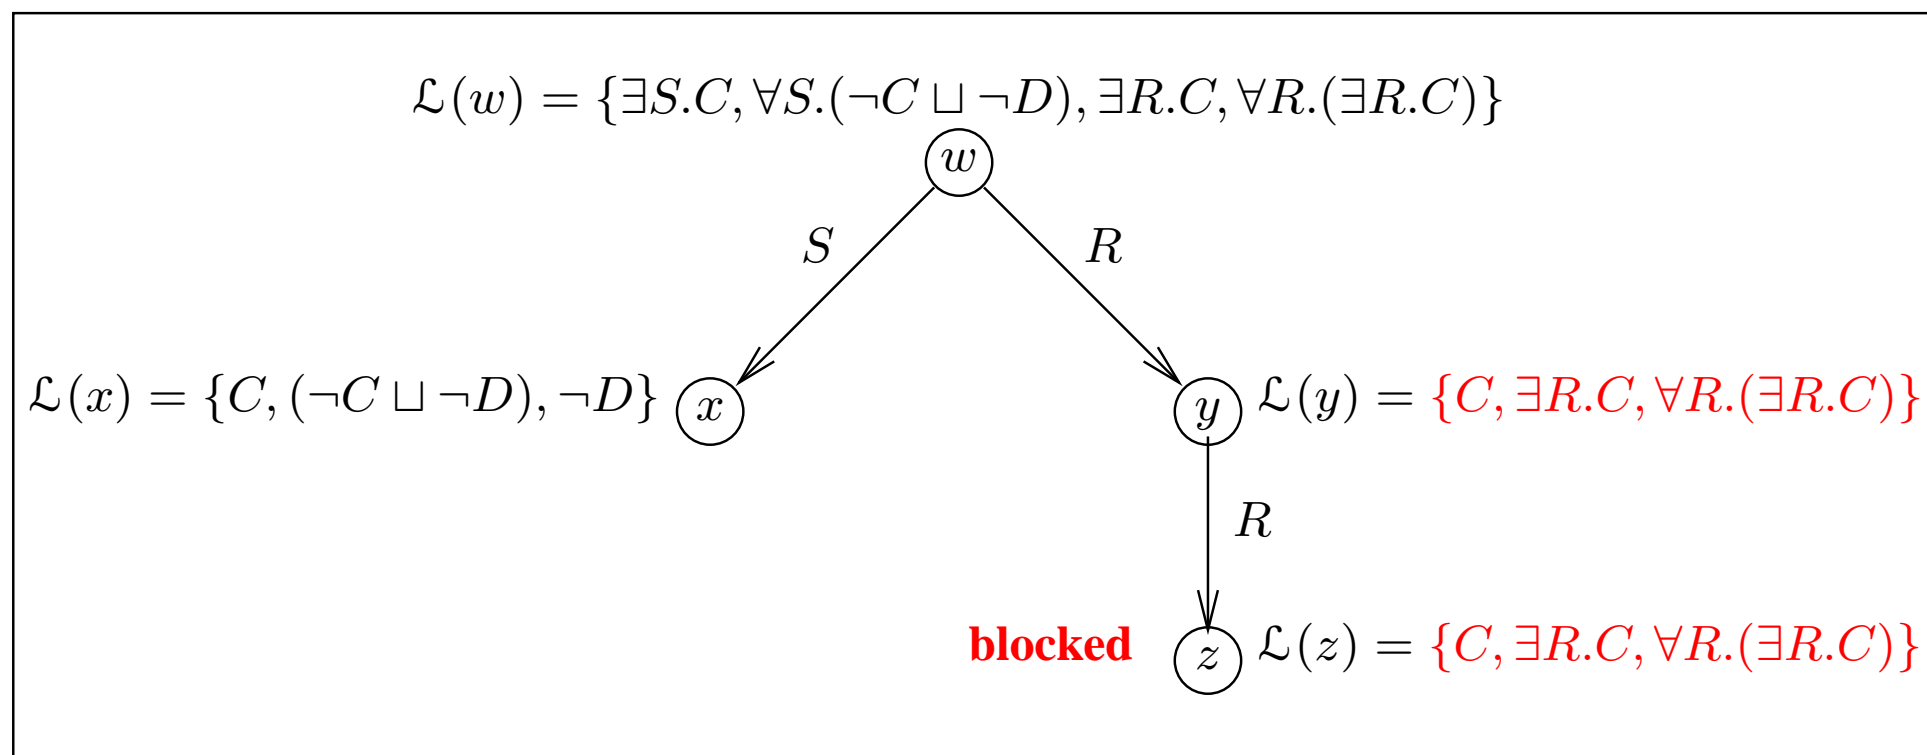 ℒ(w) = {∃S.C, ∀S.(¬C ⊔ ¬D), ∃R.C, ∀R.(∃R.C)}
w
S R
ℒ(x) = {C, (¬C ⊔ ¬D), ¬D} x y ℒ(y) = {C, ∃R.C, ∀R.(∃R.C)}
R
blocked z ℒ(z) = {C, ∃R.C, ∀R.(∃R.C)}